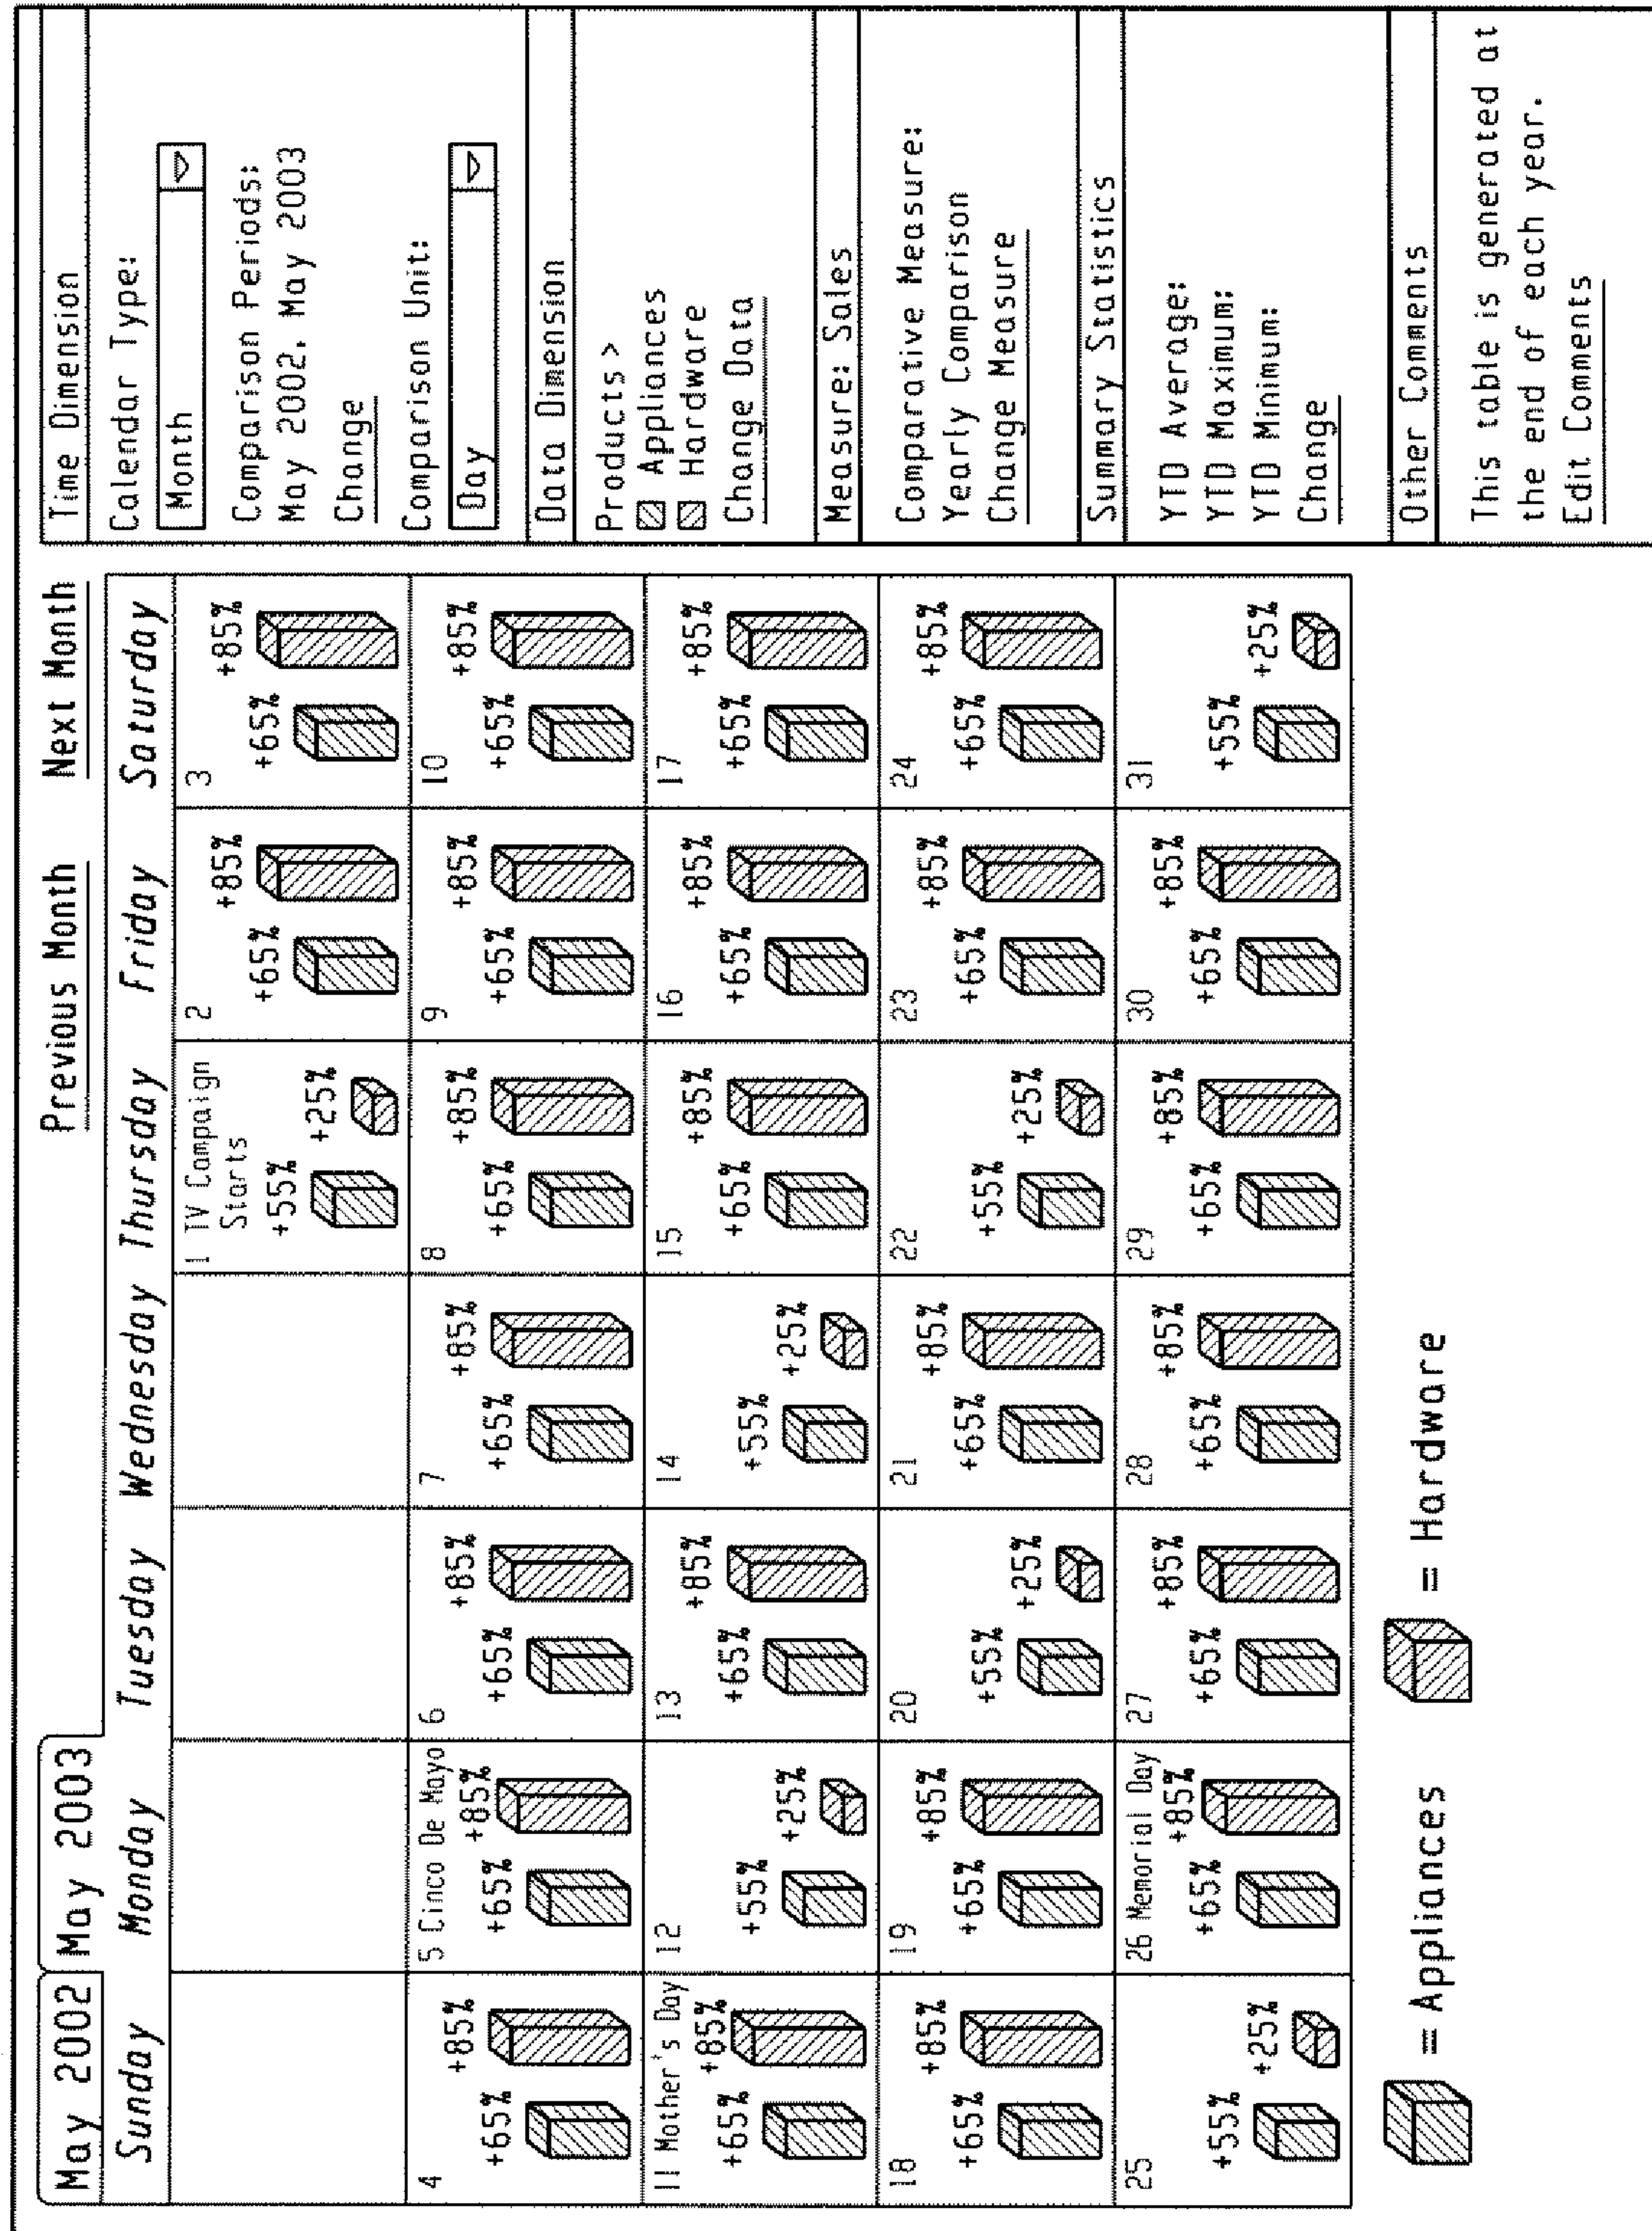 May 2002 May 2003 Previous Month Next Month
Sunday Monday Tuesday Wednesday Thursday Friday Saturday
1 TV Campaign Starts
+55% +25%
2
+65% +85%
3
+65% +85%
4
+65% +85%
5 Cinco De Mayo
+65% +85%
6
+65% +85%
7
+65% +85%
8
+65% +85%
9
+65% +85%
10
+65% +85%
11 Mother's Day
+65% +85%
12
+55% +25%
13
+65% +85%
14
+55% +25%
15
+65% +85%
16
+65% +85%
17
+65% +85%
18
+65% +85%
19
+65% +85%
20
+55% +25%
21
+65% +85%
22
+55% +25%
23
+65% +85%
24
+65% +85%
25
+55% +25%
26 Memorial Day
+65% +85%
27
+65% +85%
28
+65% +85%
29
+65% +85%
30
+65% +85%
31
+55% +25%
= Appliances = Hardware
Time Dimension
Calendar Type:
Month
Comparison Periods:
May 2002. May 2003
Change
Comparison Unit:
Day
Data Dimension
Products >
Appliances
Hardware
Change Data
Measure: Sales
Comparative Measure:
Yearly Comparison
Change Measure
Summary Statistics
YTD Average:
YTD Maximum:
YTD Minimum:
Change
Other Comments
This table is generated at
the end of each year.
Edit Comments